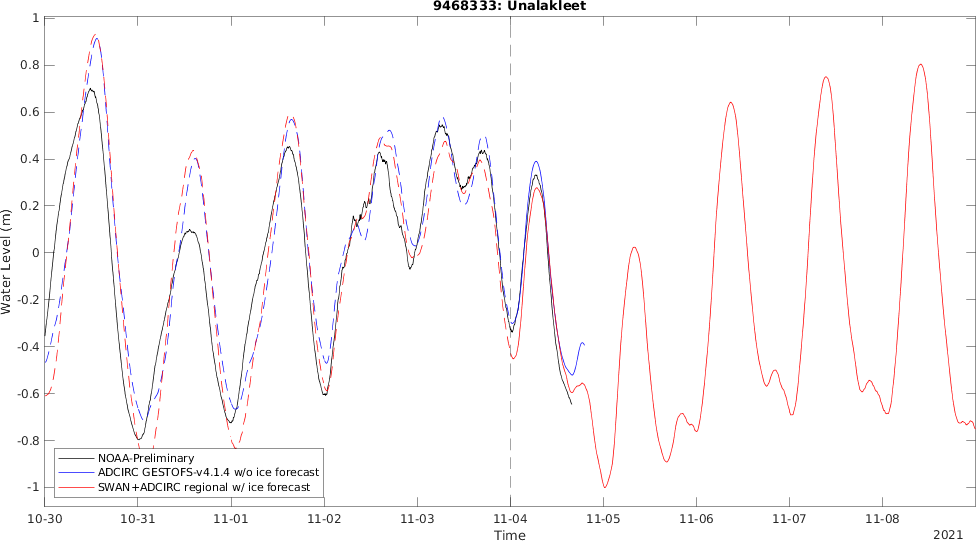 9468333: Unalakleet
1
0.8
0.6
0.4
0.2
0
-0.2
-0.4
-0.6
-0.8
-1
Water Level (m)
NOAA-Preliminary
ADCIRC GESTOFS-v4.1.4 w/o ice forecast
SWAN+ADCIRC regional w/ ice forecast
10-30 10-31 11-01 11-02 11-03 11-04 11-05 11-06 11-07 11-08
Time
2021